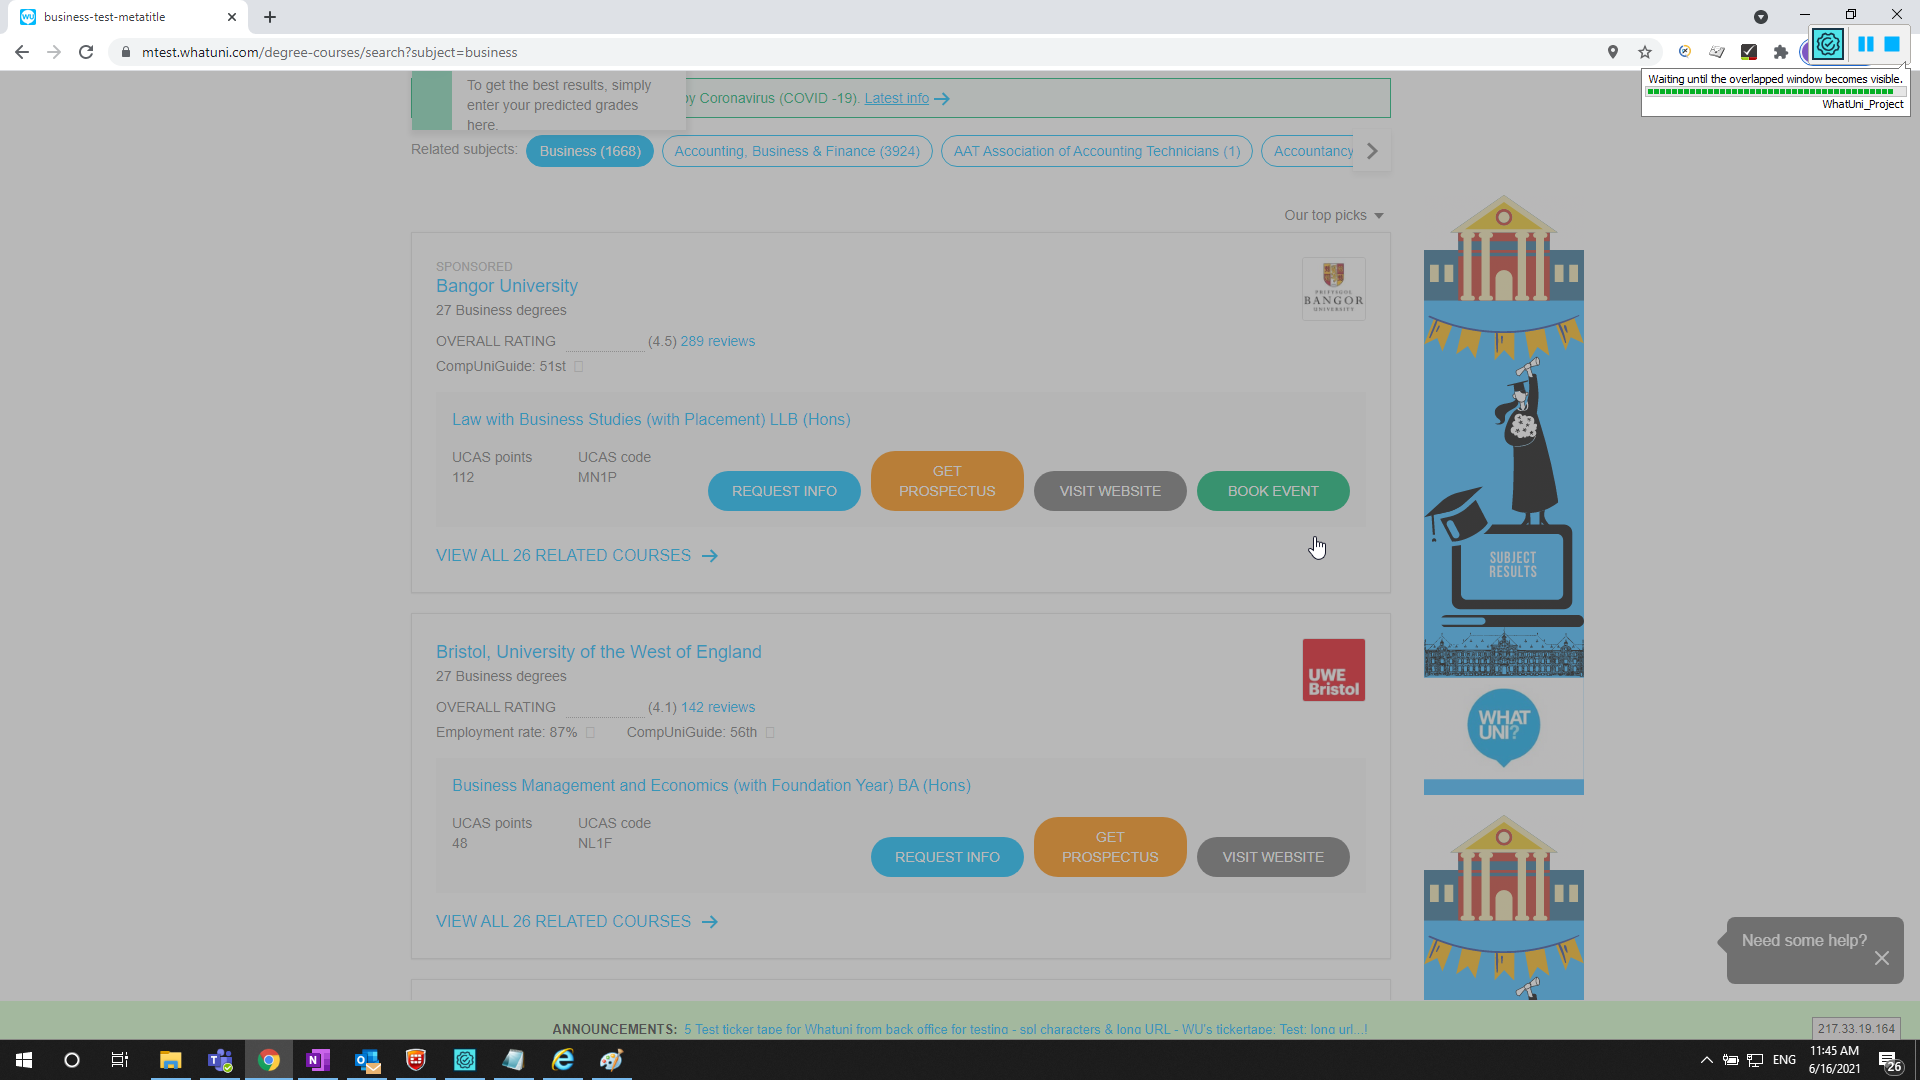 business-test-metatitle
mtest.whatuni.com/degree-courses/search?subject=business
Waiting until the overlapped window becomes visible.
WhatUni_Project
To get the best results, simply
enter your predicted grades
here.
by Coronavirus (COVID -19). Latest info
Related subjects: Business (1668) Accounting, Business & Finance (3924) AAT Association of Accounting Technicians (1) Accountancy
Our top picks
SPONSORED
Bangor University
27 Business degrees
OVERALL RATING (4.5) 289 reviews
CompUniGuide: 51st
PRIFYSGOL
BANGOR
UNIVERSITY
Law with Business Studies (with Placement) LLB (Hons)
UCAS points UCAS code
112 MN1P
REQUEST INFO
GET
PROSPECTUS
VISIT WEBSITE
BOOK EVENT
VIEW ALL 26 RELATED COURSES
SUBJECT
RESULTS
Bristol, University of the West of England
27 Business degrees
OVERALL RATING (4.1) 142 reviews
Employment rate: 87% CompUniGuide: 56th
UWE
Bristol
WHAT
UNI?
Business Management and Economics (with Foundation Year) BA (Hons)
UCAS points UCAS code
48 NL1F
REQUEST INFO
GET
PROSPECTUS
VISIT WEBSITE
VIEW ALL 26 RELATED COURSES
Need some help?
ANNOUNCEMENTS: 5 Test ticker tape for Whatuni from back office for testing - spl characters & long URL - WU's tickertape: Test: long url...!
217.33.19.164
ENG
11:45 AM
6/16/2021
26